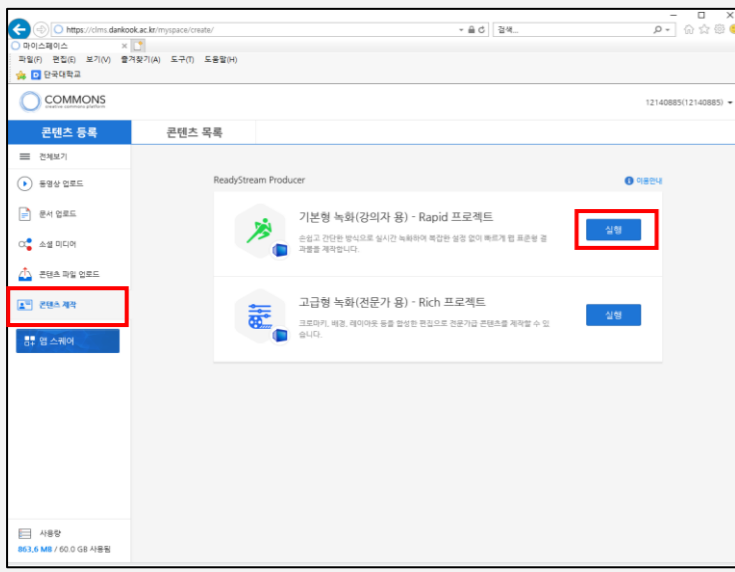 https://clms.dankook.ac.kr/myspace/create/
검색...
마이스페이스
파일(F) 편집(E) 보기(V) 즐겨찾기(A) 도구(T) 도움말(H)
단국대학교
COMMONS
creative commons platform
12140885(12140885)
콘텐츠 등록
콘텐츠 목록
전체보기
동영상 업로드
문서 업로드
소셜 미디어
콘텐츠 파일 업로드
콘텐츠 제작
앱 스퀘어
ReadyStream Producer
이용안내
기본형 녹화(강의자 용) - Rapid 프로젝트
손쉽고 간단한 방식으로 실시간 녹화하여 복잡한 설정 없이 빠르게 웹 표준형 결
과물을 제작합니다.
실행
고급형 녹화(전문가 용) - Rich 프로젝트
크로마키, 배경, 레이아웃 등을 합성한 편집으로 전문가급 콘텐츠를 제작할 수 있
습니다.
실행
사용량
863,6 MB / 60.0 GB 사용됨